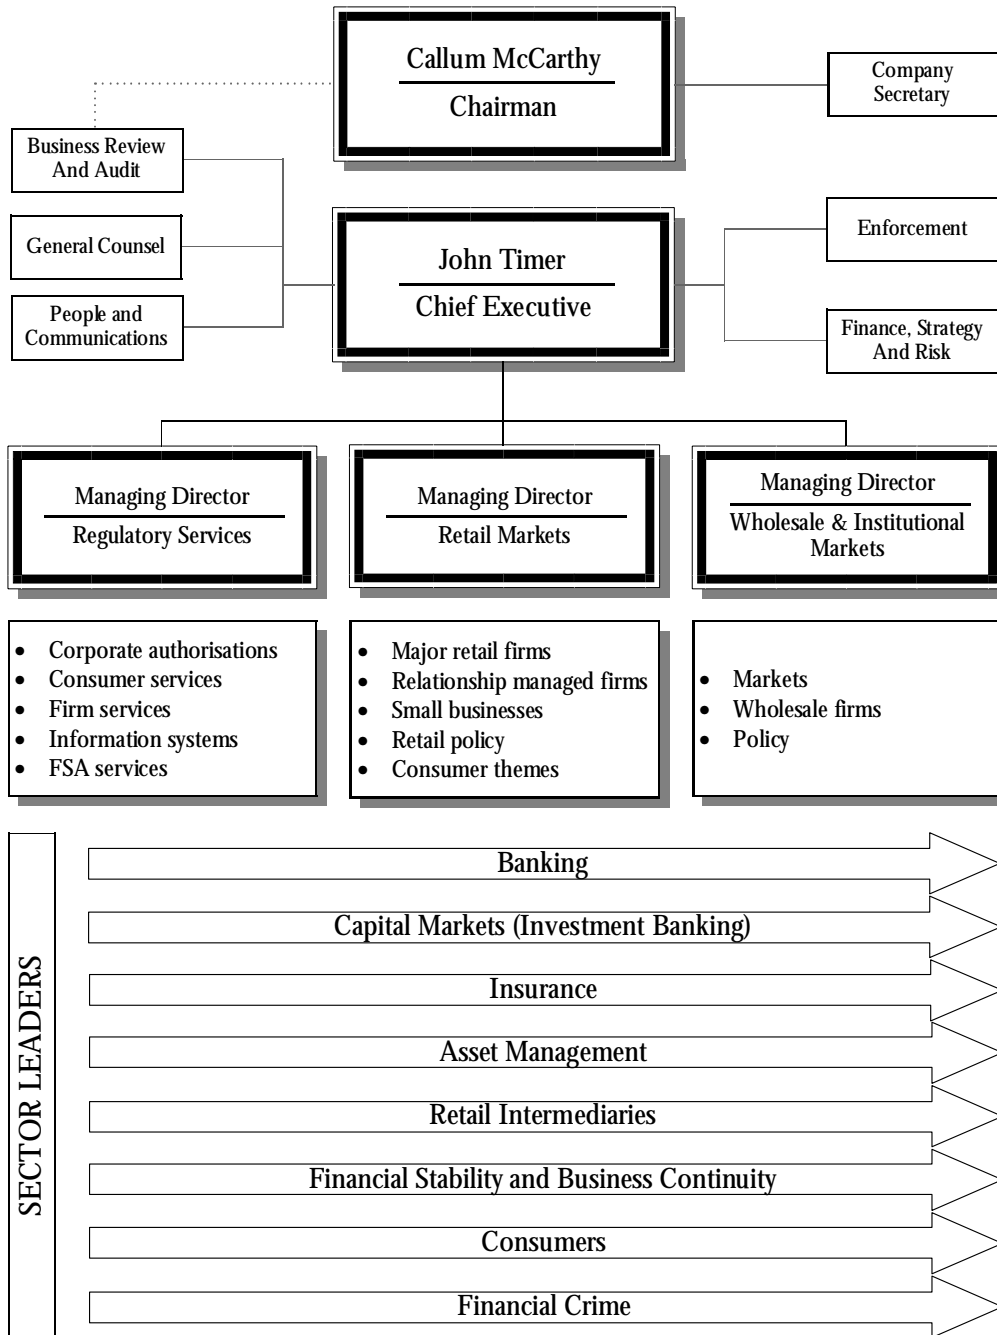 Callum McCarthy
Chairman
Company
Secretary
Business Review
And Audit
General Counsel
People and
Communications
John Timer
Chief Executive
Enforcement
Finance, Strategy
And Risk
Managing Director
Regulatory Services
Managing Director
Retail Markets
Managing Director
Wholesale & Institutional
Markets
• Corporate authorisations
• Consumer services
• Firm services
• Information systems
• FSA services
• Major retail firms
• Relationship managed firms
• Small businesses
• Retail policy
• Consumer themes
• Markets
• Wholesale firms
• Policy
SECTOR LEADERS
Banking
Capital Markets (Investment Banking)
Insurance
Asset Management
Retail Intermediaries
Financial Stability and Business Continuity
Consumers
Financial Crime